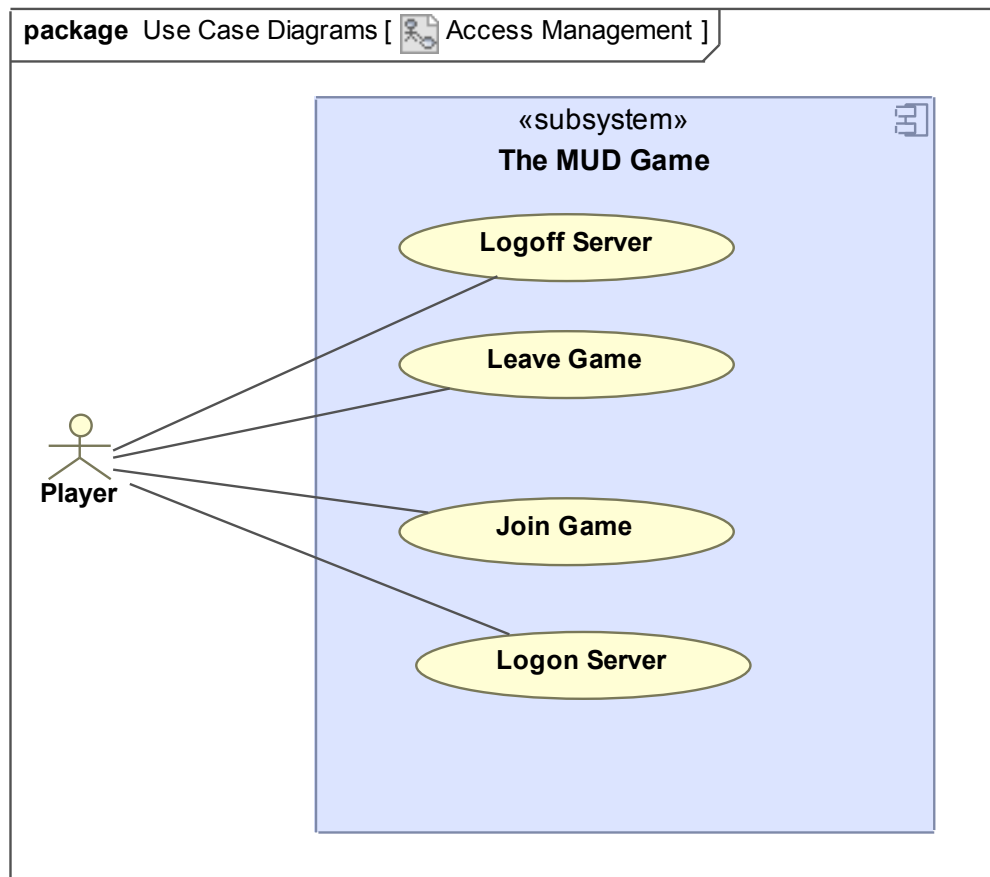 package Use Case Diagrams [ Access Management ]
«subsystem»
The MUD Game
Logoff Server
Leave Game
Player
Join Game
Logon Server